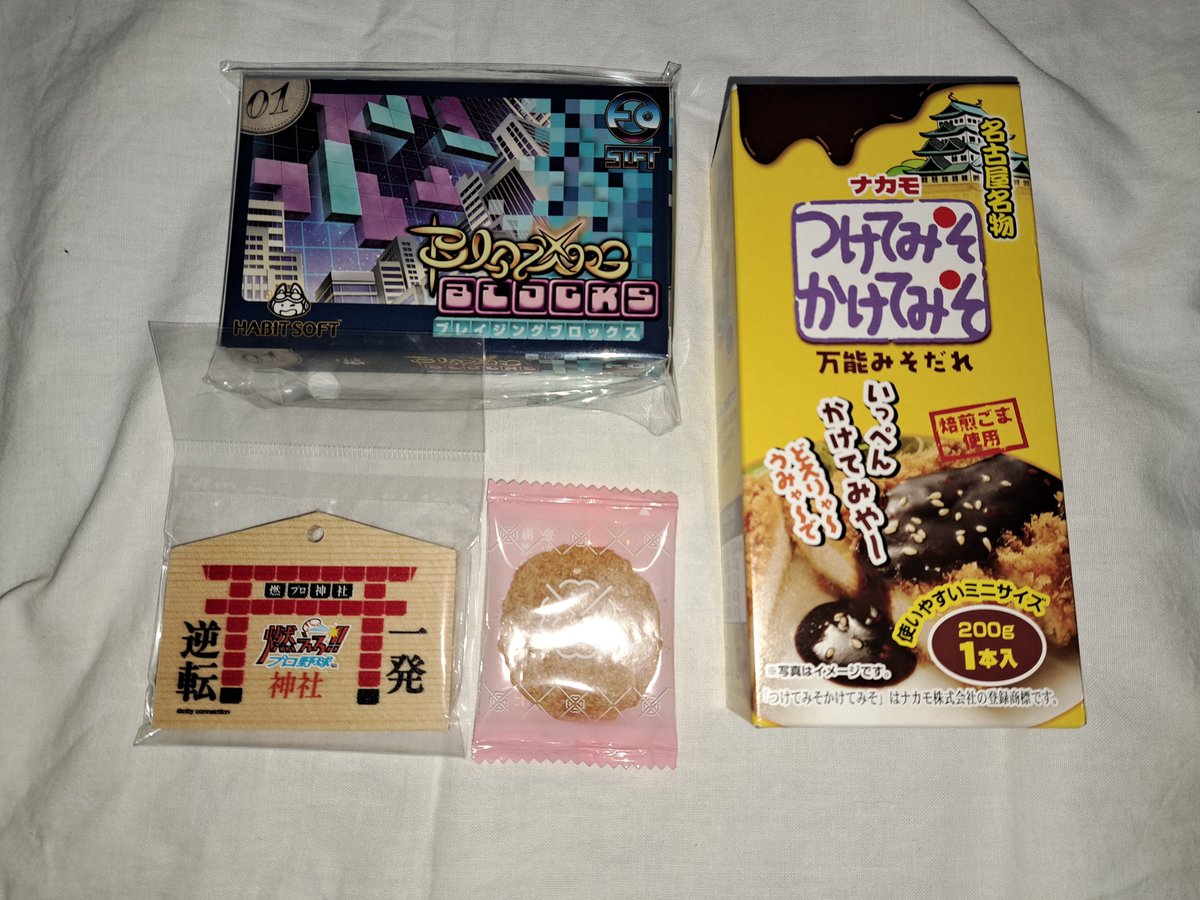 01
SOFT
Blazing
BLOCKS
ブレイジングブロックス
HABITSOFT
01
BLOCKS
燃プロ神社
燃えろ!!
プロ野球
神社
一発
逆転
©city connection
名古屋名物
ナカモ
つけてみそ
かけてみそ
万能みそだれ
焙煎ごま
使用
いっぺん
かけてみやー
どえりゃ～
うみゃ～で
使いやすいミニサイズ
200g
1本入
※写真はイメージです。
「つけてみそかけてみそ」はナカモ株式会社の登録商標です。